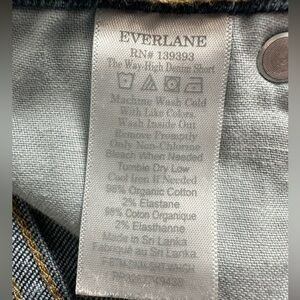 EVERLANE
RN# 139393
The Way-High Denim Short
Machine Wash Cold
With Like Colors.
Wash Inside Out
Remove Promptly
Only Non-Chlorine
Bleach When Needed
Tumble Dry Low
Cool Iron if Needed
98% Organic Cotton
2% Elastane
98% Coton Organique
2% Elasthanne
Made in Sri Lanka
Fabriqué au Sri Lanka